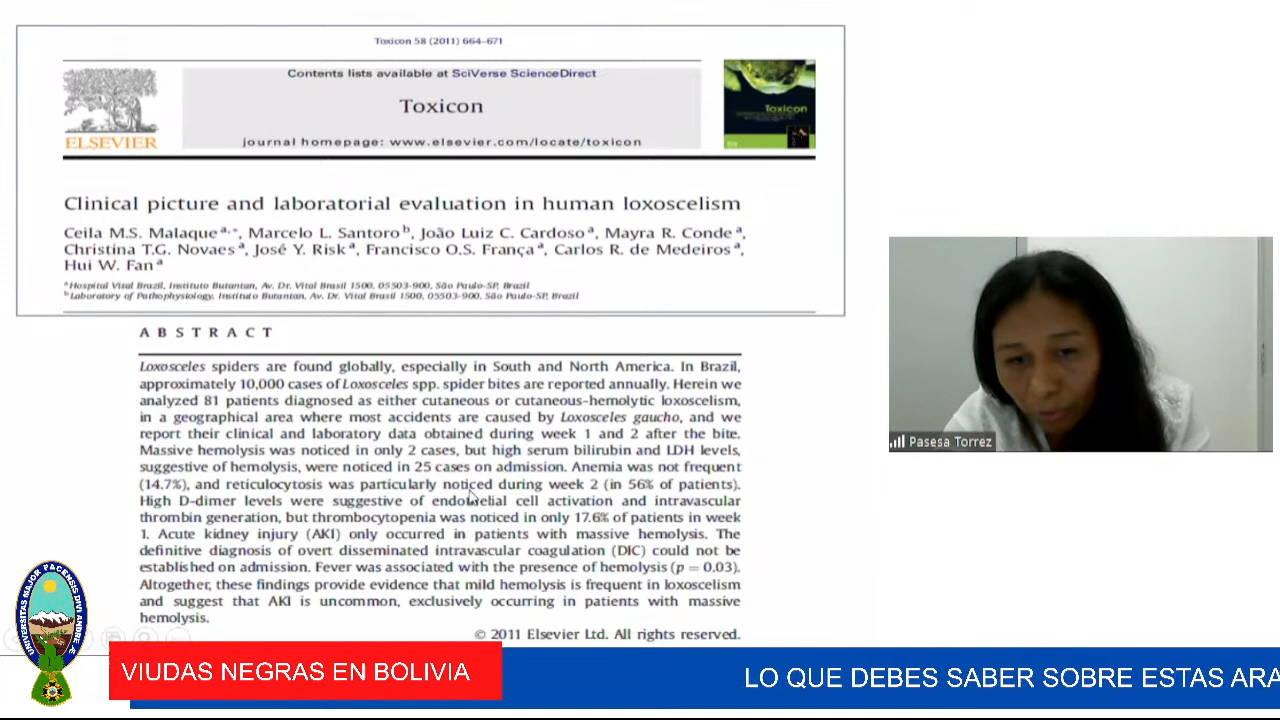 Toxicon 58 (2011) 664–671
Contents lists available at SciVerse ScienceDirect
Toxicon
journal homepage: www.elsevier.com/locate/toxicon
ELSEVIER
Toxicon
Clinical picture and laboratorial evaluation in human loxoscelism
Ceila M.S. Malaque a,*, Marcelo L. Santoro b, João Luiz C. Cardoso a, Mayra R. Conde a,
Christina T.G. Novaes a, José Y. Risk a, Francisco O.S. França a, Carlos R. de Medeiros a,
Hui W. Fan a
a Hospital Vital Brazil, Instituto Butantan, Av. Dr. Vital Brasil 1500, 05503-900, São Paulo-SP, Brazil
b Laboratory of Pathophysiology, Instituto Butantan, Av. Dr. Vital Brasil 1500, 05503-900, São Paulo-SP, Brazil
ABSTRACT
Loxosceles spiders are found globally, especially in South and North America. In Brazil,
approximately 10,000 cases of Loxosceles spp. spider bites are reported annually. Herein we
analyzed 81 patients diagnosed as either cutaneous or cutaneous-hemolytic loxoscelism,
in a geographical area where most accidents are caused by Loxosceles gaucho, and we
report their clinical and laboratory data obtained during week 1 and 2 after the bite.
Massive hemolysis was noticed in only 2 cases, but high serum bilirubin and LDH levels,
suggestive of hemolysis, were noticed in 25 cases on admission. Anemia was not frequent
(14.7%), and reticulocytosis was particularly noticed during week 2 (in 56% of patients).
High D-dimer levels were suggestive of endothelial cell activation and intravascular
thrombin generation, but thrombocytopenia was noticed in only 17.6% of patients in week
1. Acute kidney injury (AKI) only occurred in patients with massive hemolysis. The
definitive diagnosis of overt disseminated intravascular coagulation (DIC) could not be
established on admission. Fever was associated with the presence of hemolysis (p = 0.03).
Altogether, these findings provide evidence that mild hemolysis is frequent in loxoscelism
and suggest that AKI is uncommon, exclusively occurring in patients with massive
hemolysis.
© 2011 Elsevier Ltd. All rights reserved.
Pasesa Torrez
VIUDAS NEGRAS EN BOLIVIA
LO QUE DEBES SABER SOBRE ESTAS ARA